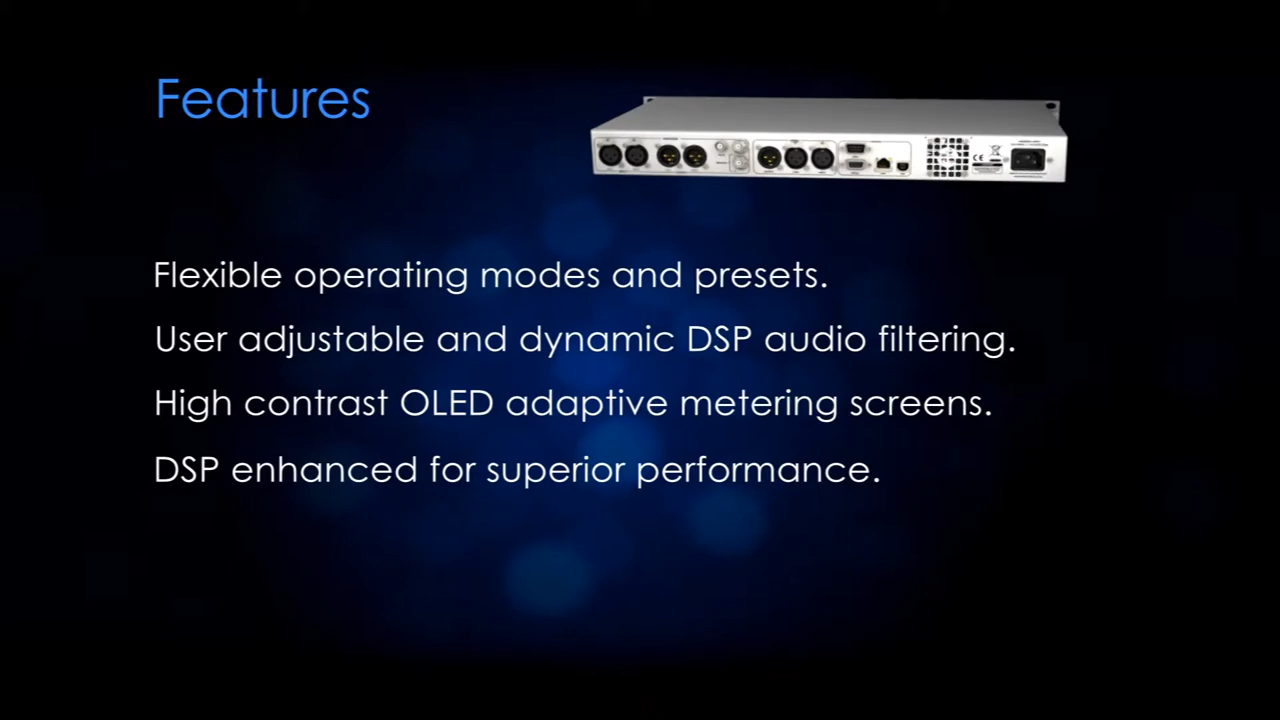 Features
Flexible operating modes and presets.
User adjustable and dynamic DSP audio filtering.
High contrast OLED adaptive metering screens.
DSP enhanced for superior performance.
CE